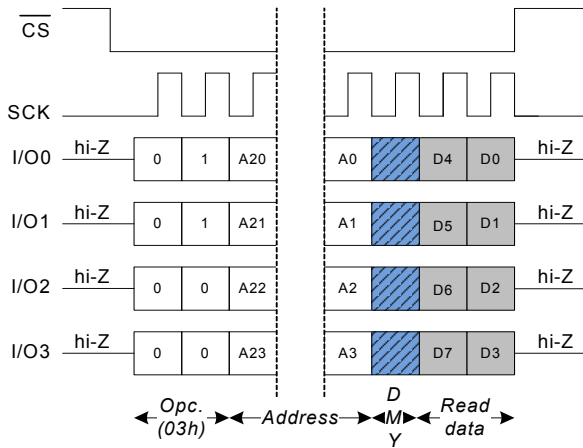 CS
SCK
I/O0 hi-Z 0 1 A20 A0 D4 D0 hi-Z
I/O1 hi-Z 0 1 A21 A1 D5 D1 hi-Z
I/O2 hi-Z 0 0 A22 A2 D6 D2 hi-Z
I/O3 hi-Z 0 0 A23 A3 D7 D3 hi-Z
Opc. (03h)
Address
DMY
Read data